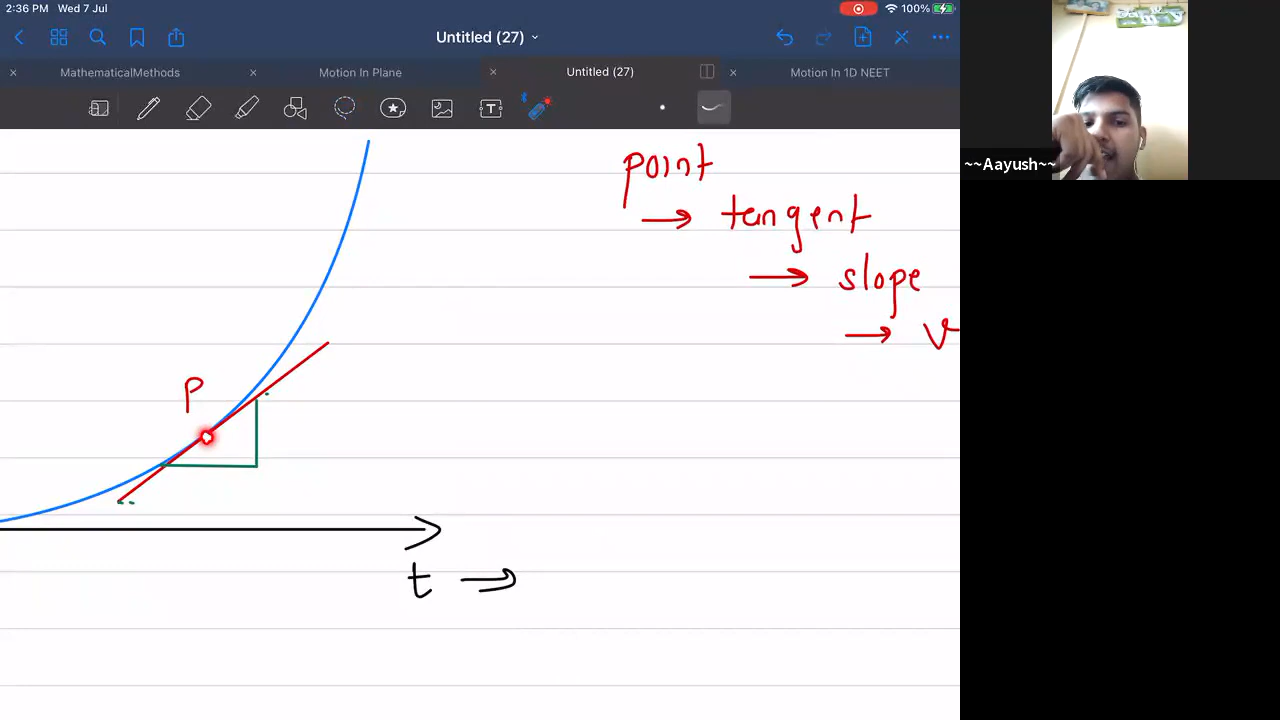 2:36 PM Wed 7 Jul
100%
Untitled (27)
MathematicalMethods
Motion In Plane
Untitled (27)
Motion In 1D NEET
T
point
→ tangent
→ slope
→ v
P
t →
~~Aayush~~